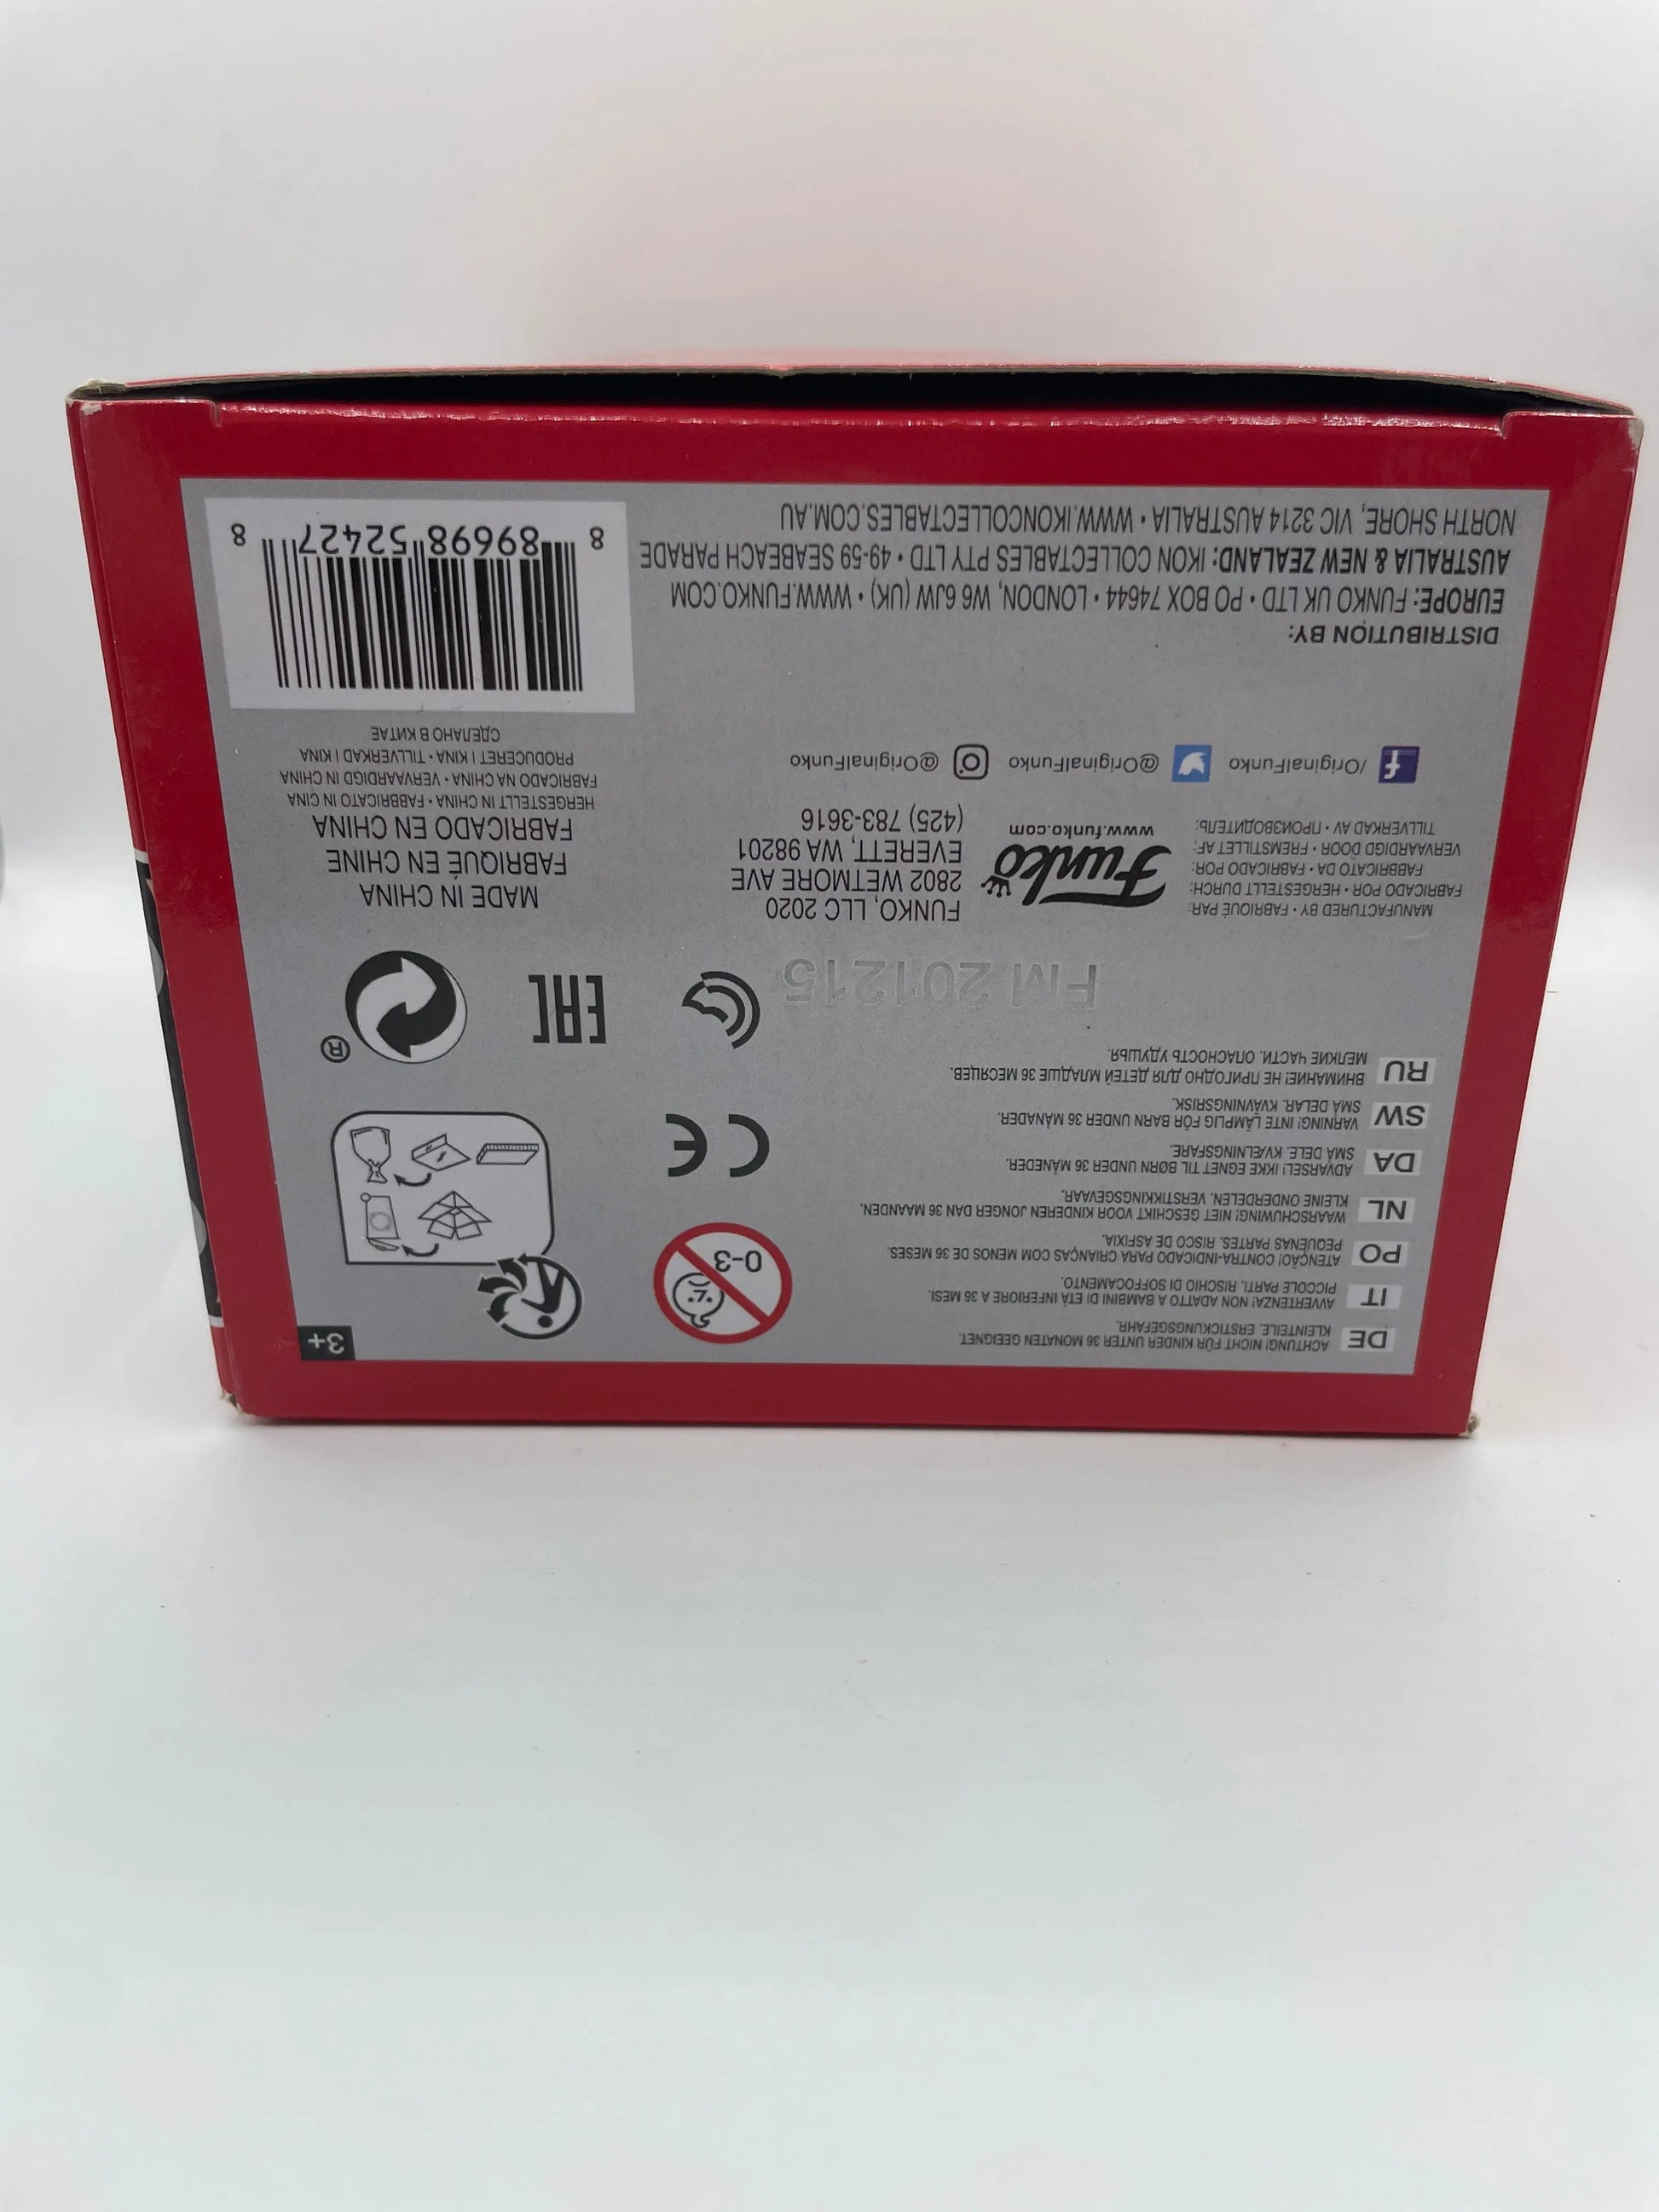 3+
DE ACHTUNG! NICHT FÜR KINDER UNTER 36 MONATEN GEEIGNET.
KLEINTEILE. ERSTICKUNGSGEFAHR.
IT AVVERTENZA! NON ADATTO A BAMBINI DI ETÀ INFERIORE A 36 MESI.
PICCOLE PARTI. RISCHIO DI SOFFOCAMENTO.
PO ATENÇÃO! CONTRA-INDICADO PARA CRIANÇAS COM MENOS DE 36 MESES.
PEQUENAS PARTES. RISCO DE ASFIXIA.
NL WAARSCHUWING! NIET GESCHIKT VOOR KINDEREN JONGER DAN 36 MAANDEN.
KLEINE ONDERDELEN. VERSTIKKINGSGEVAAR.
DA ADVARSEL! IKKE EGNET TIL BØRN UNDER 36 MÅNEDER.
SMA DELE. KVÆLNINGSFARE.
SW VARNING! INTE LÄMPLIG FÖR BARN UNDER 36 MÅNADER.
SMÅ DELAR. KVÄVNINGSRISK.
RU ВНИМАНИЕ! НЕ ПРИГОДНО ДЛЯ ДЕТЕЙ МЛАДШЕ 36 МЕСЯЦЕВ.
МЕЛКИЕ ЧАСТИ. ОПАСНОСТЬ УДУШЬЯ.
0-3
CE
FM 201215
EAC
®
MANUFACTURED BY • FABRIQUÉ PAR:
FABRICADO POR • HERGESTELLT DURCH:
FABBRICATO DA • FABRICADO POR:
VERVAARDIGD DOOR • FREMSTILLET AF:
TILLVERKAD AV • ПРОИЗВОДИТЕЛЬ:
Funko
www.funko.com
FUNKO, LLC 2020
2802 WETMORE AVE
EVERETT, WA 98201
(425) 783-3616
MADE IN CHINA
FABRIQUÉ EN CHINE
FABRICADO EN CHINA
HERGESTELLT IN CHINA • FABBRICATO IN CINA
FABRICADO NA CHINA • VERVAARDIGD IN CHINA
PRODUCERET I KINA • TILLVERKAD I KINA
СДЕЛАНО В КИТАЕ
f /OriginalFunko @OriginalFunko @OriginalFunko
DISTRIBUTION BY:
EUROPE: FUNKO UK LTD • PO BOX 74644 • LONDON, W6 6JW (UK) • WWW.FUNKO.COM
AUSTRALIA & NEW ZEALAND: IKON COLLECTABLES PTY LTD • 49-59 SEABEACH PARADE
NORTH SHORE, VIC 3214 AUSTRALIA • WWW.IKONCOLLECTABLES.COM.AU
8 89698 52427 8